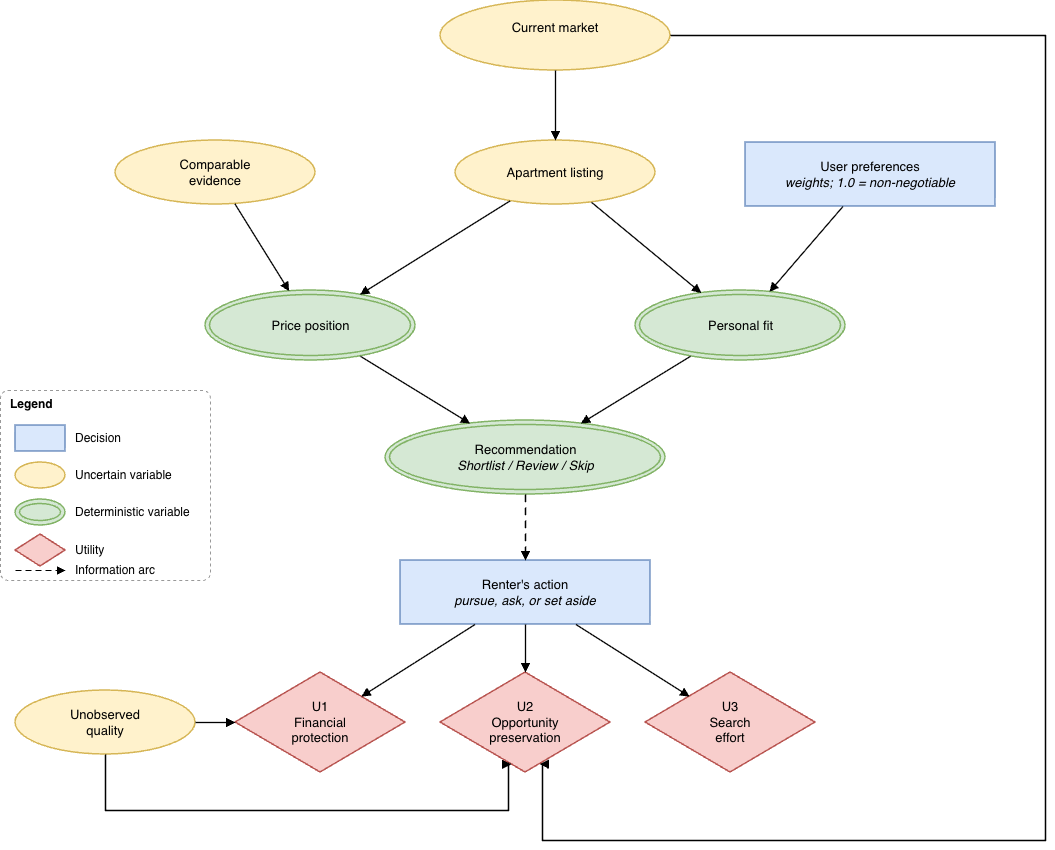 Current market
Comparable
evidence
Apartment listing
User preferences
weights; 1.0 = non-negotiable
Price position
Personal fit
Legend
Decision
Uncertain variable
Deterministic variable
Utility
Information arc
Recommendation
Shortlist / Review / Skip
Renter's action
pursue, ask, or set aside
Unobserved
quality
U1
Financial
protection
U2
Opportunity
preservation
U3
Search
effort